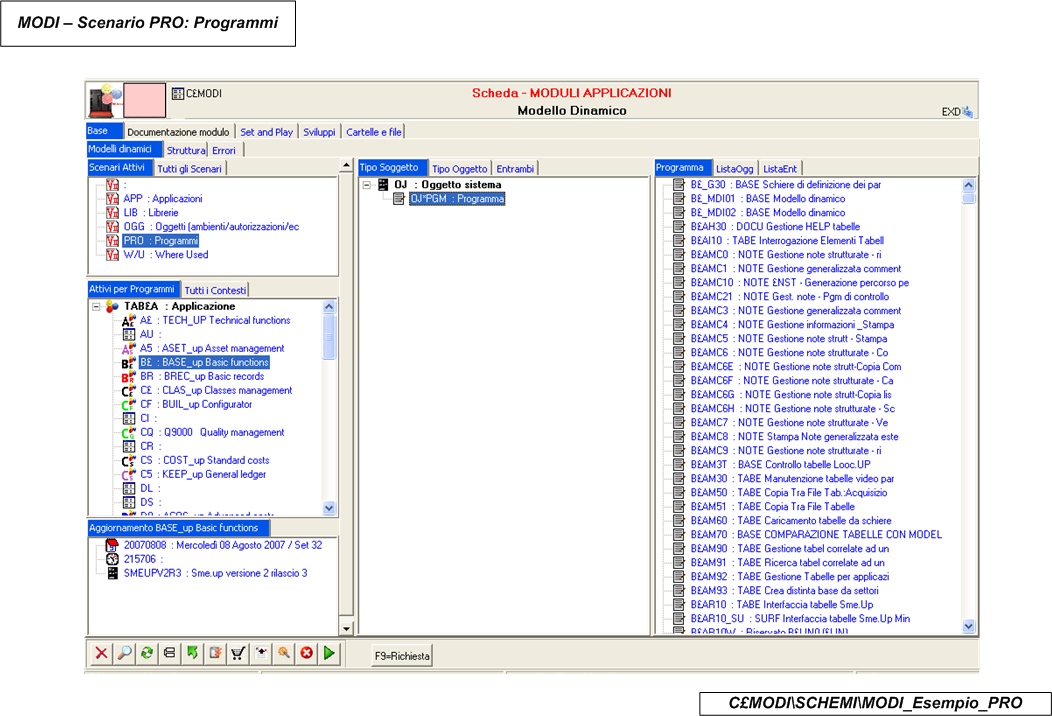 MODI – Scenario PRO: Programmi
C£MODI
Scheda - MODULI APPLICAZIONI
Modello Dinamico
EXD
Base Documentazione modulo Set and Play Sviluppi Cartelle e file
Modelli dinamici Struttura Errori
Scenari Attivi Tutti gli Scenari
:
APP : Applicazioni
LIB : Librerie
OGG : Oggetti (ambienti/autorizzazioni/ec
PRO : Programmi
W/U : Where Used
Attivi per Programmi Tutti i Contesti
TAB£A : Applicazione
A£ : TECH_UP Technical functions
AU :
A5 : ASET_up Asset management
B£ : BASE_up Basic functions
BR : BREC_up Basic records
C£ : CLAS_up Classes management
CF : BUIL_up Configurator
CI :
CQ : Q9000 Quality management
CR :
CS : COST_up Standard costs
C5 : KEEP_up General ledger
DL :
DS :
Aggiornamento BASE_up Basic functions
20070808 : Mercoledì 08 Agosto 2007 / Set 32
215706 :
SMEUPV2R3 : Sme.up versione 2 rilascio 3
Tipo Soggetto Tipo Oggetto Entrambi
OJ : Oggetto sistema
OJ*PGM : Programma
Programma ListaOgg ListaEnt
B£_G30 : BASE Schiere di definizione dei par
B£_MDI01 : BASE Modello dinamico
B£_MDI02 : BASE Modello dinamico
B£AH30 : DOCU Gestione HELP tabelle
B£AI10 : TABE Interrogazione Elementi Tabell
B£AMC0 : NOTE Gestione note strutturate - ri
B£AMC1 : NOTE Gestione generalizzata comment
B£AMC10 : NOTE £NST - Generazione percorso pe
B£AMC21 : NOTE Gest. note - Pgm di controllo
B£AMC3 : NOTE Gestione generalizzata comment
B£AMC4 : NOTE Gestione informazioni _Stampa
B£AMC5 : NOTE Gestione note strutt - Stampa
B£AMC6 : NOTE Gestione note strutturate - Co
B£AMC6E : NOTE Gestione note strutt-Copia Com
B£AMC6F : NOTE Gestione note strutturate - Ca
B£AMC6G : NOTE Gestione note strutt-Copia lis
B£AMC6H : NOTE Gestione note strutturate - Sc
B£AMC7 : NOTE Gestione note strutturate - Ve
B£AMC8 : NOTE Stampa Note generalizzata este
B£AMC9 : NOTE Gestione note strutturate - ri
B£AM3T : BASE Controllo tabelle Looc.UP
B£AM30 : TABE Manutenzione tabelle video par
B£AM50 : TABE Copia Tra File Tab.:Acquisizio
B£AM51 : TABE Copia Tra File Tabelle
B£AM60 : TABE Caricamento tabelle da schiere
B£AM70 : BASE COMPARAZIONE TABELLE CON MODEL
B£AM90 : TABE Gestione tabel correlate ad un
B£AM91 : TABE Ricerca tabel correlate ad un
B£AM92 : TABE Gestione Tabelle per applicazi
B£AM93 : TABE Crea distinta base da settori
B£AR10 : TABE Interfaccia tabelle Sme.Up
B£AR10_SU : SURF Interfaccia tabelle Sme.Up Min
F9=Richiesta
C£MODI\SCHEMI\MODI_Esempio_PRO